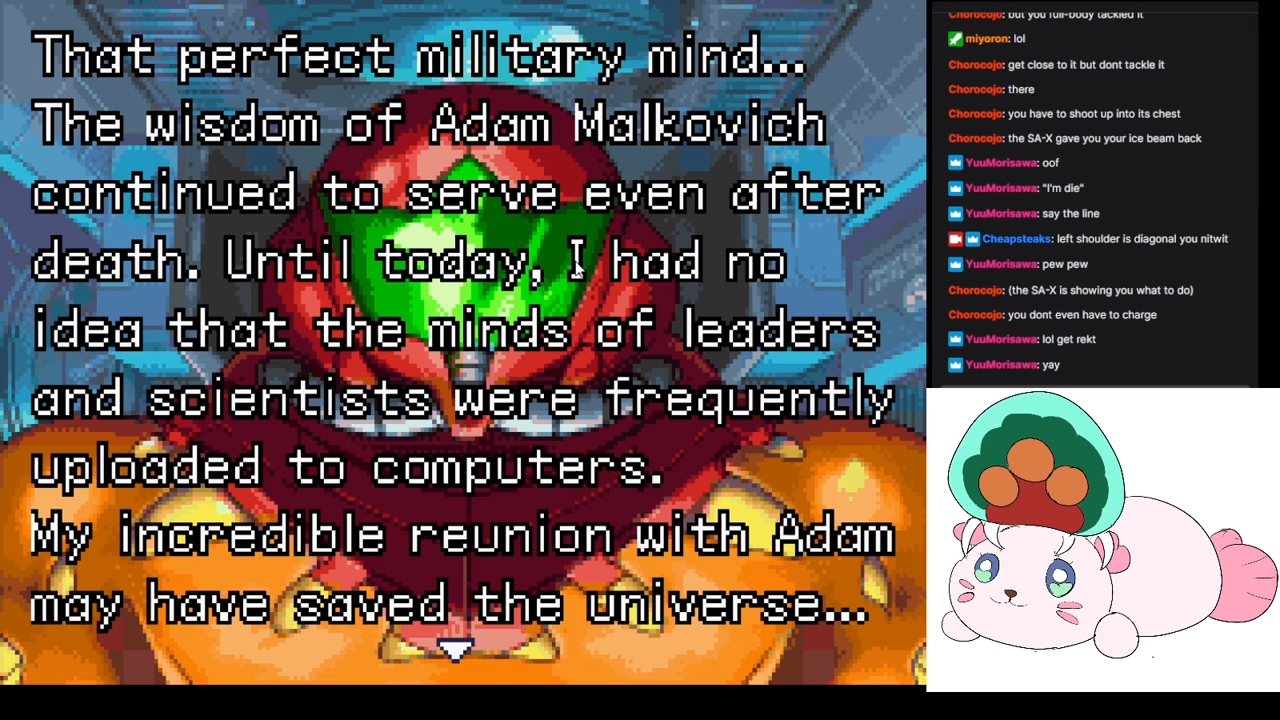 That perfect military mind...
The wisdom of Adam Malkovich
continued to serve even after
death. Until today, I had no
idea that the minds of leaders
and scientists were frequently
uploaded to computers.
My incredible reunion with Adam
may have saved the universe...
Chorocojo: but you full-body tackled it
miyoron: lol
Chorocojo: get close to it but dont tackle it
Chorocojo: there
Chorocojo: you have to shoot up into its chest
Chorocojo: the SA-X gave you your ice beam back
YuuMorisawa: oof
YuuMorisawa: "I'm die"
YuuMorisawa: say the line
Cheapsteaks: left shoulder is diagonal you nitwit
YuuMorisawa: pew pew
Chorocojo: (the SA-X is showing you what to do)
Chorocojo: you dont even have to charge
YuuMorisawa: lol get rekt
YuuMorisawa: yay